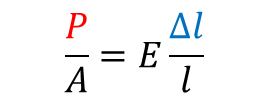 P/A = E Δl/l